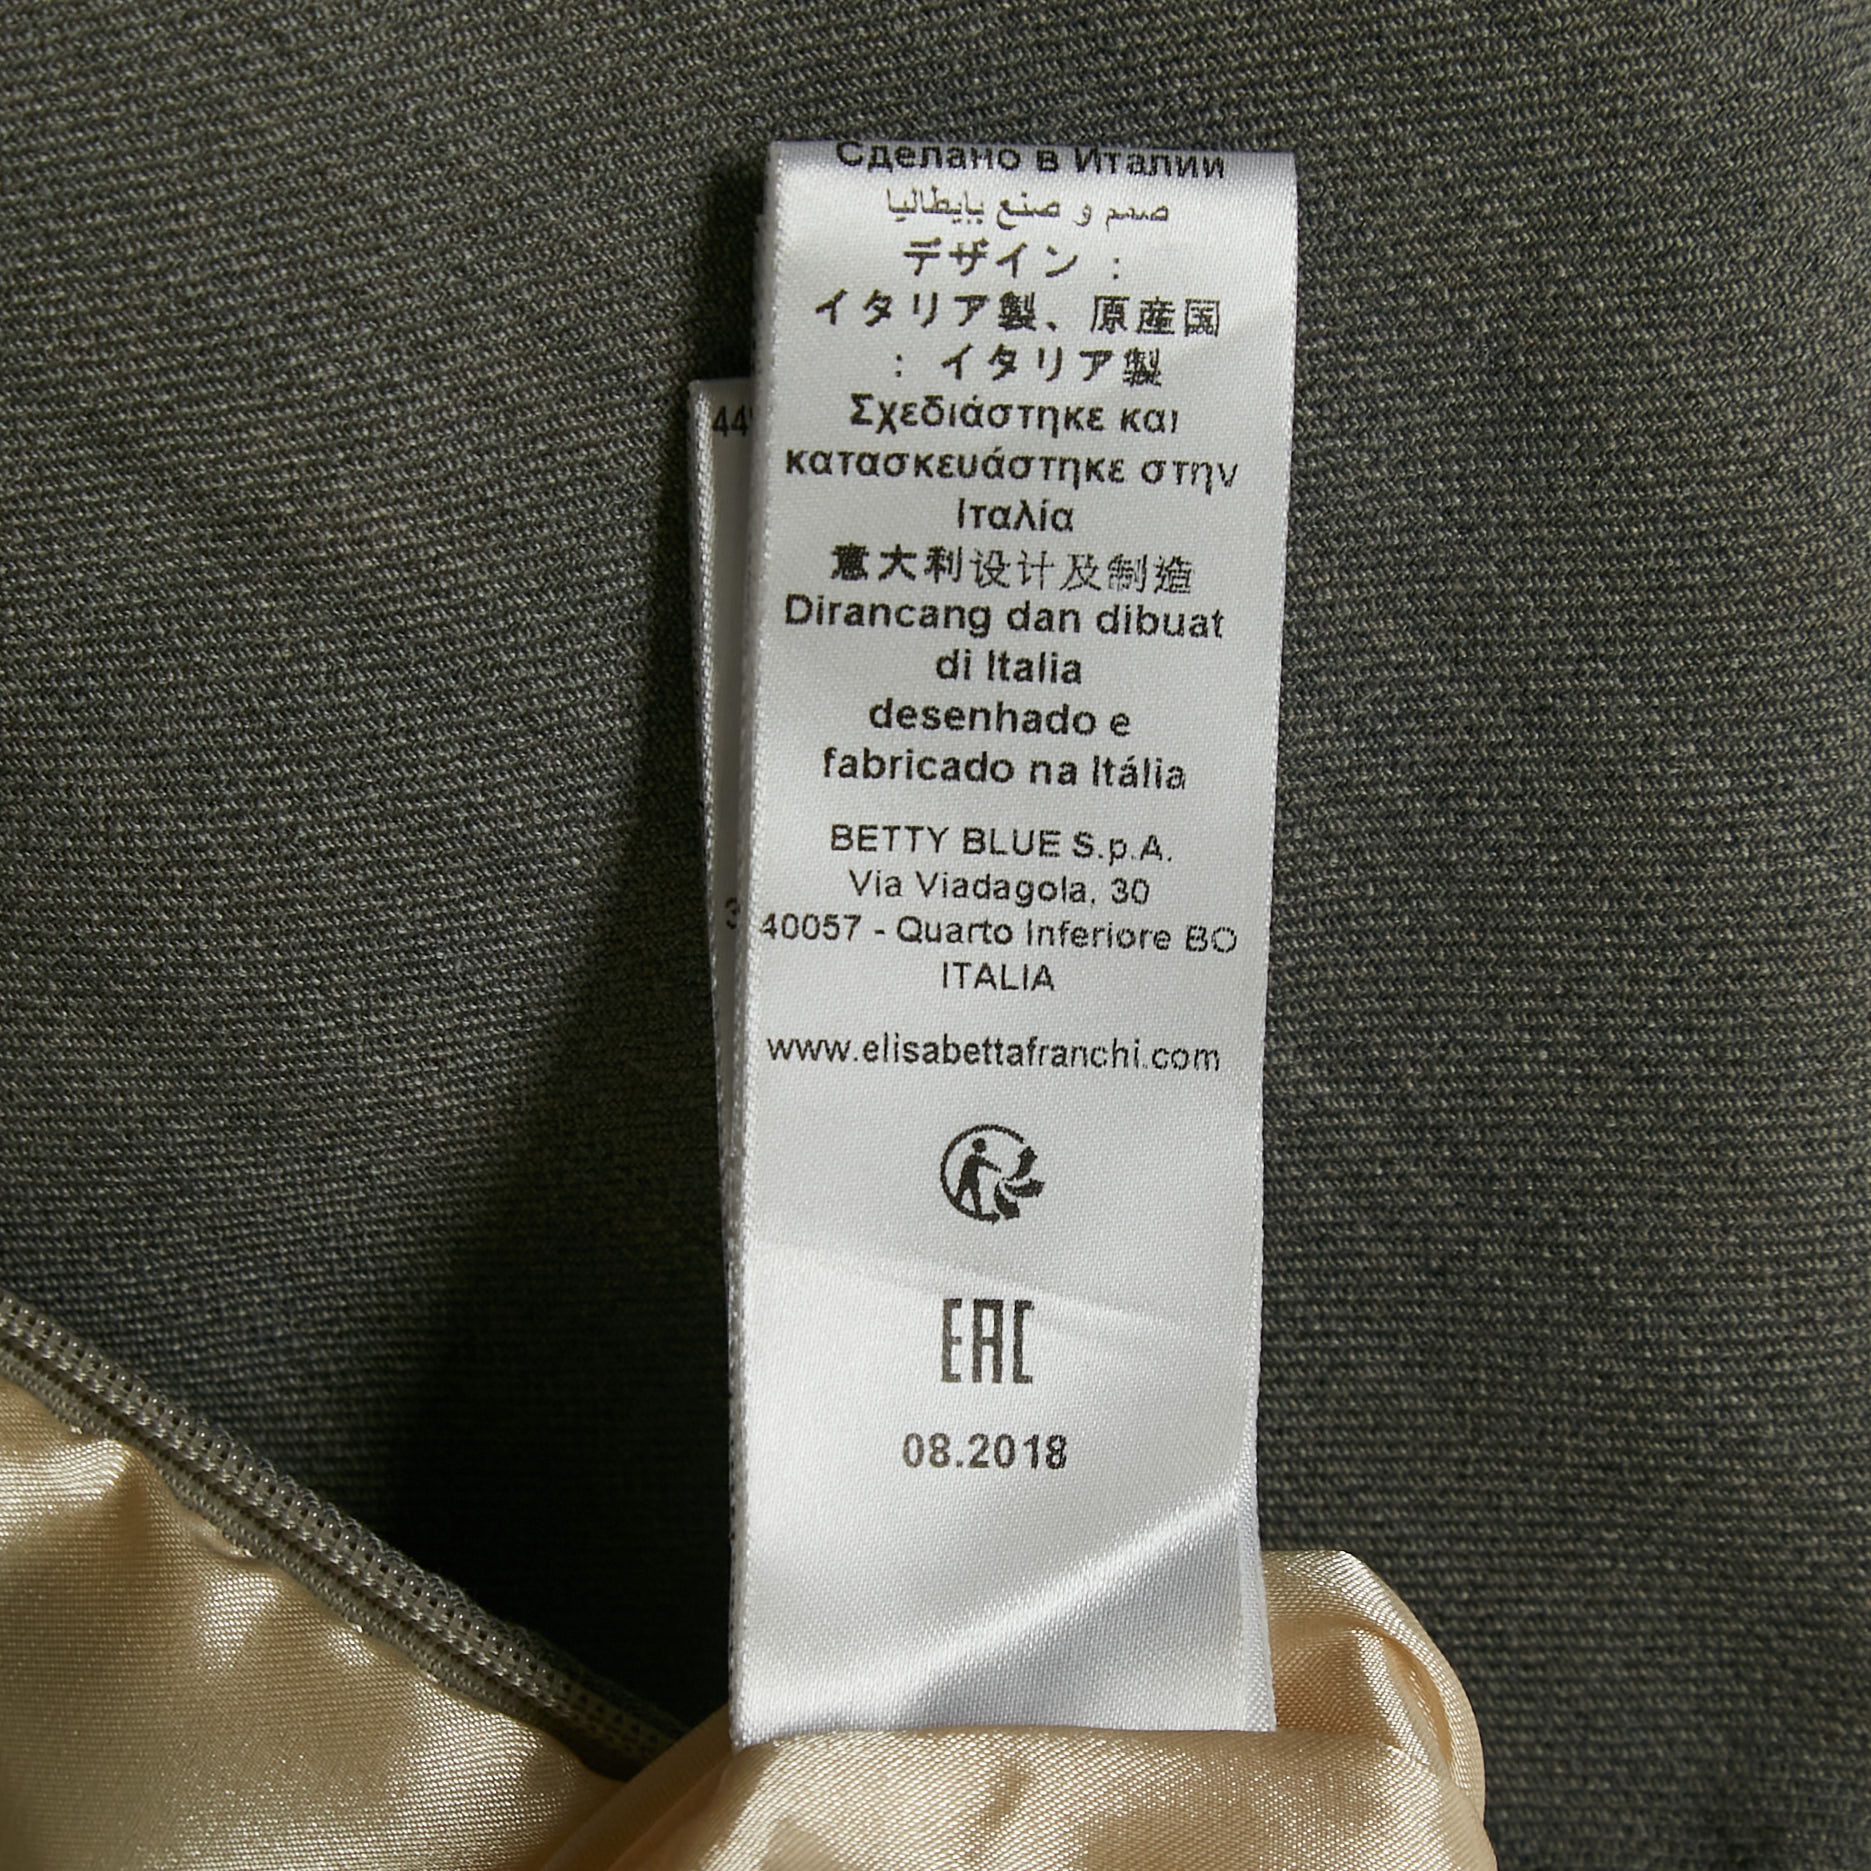 Сделано в Италии
صمم و صنع بإيطاليا
デザイン :
イタリア製、原産国
: イタリア製
Σχεδιάστηκε και
κατασκευάστηκε στην
Ιταλία
意大利设计及制造
Dirancang dan dibuat
di Italia
desenhado e
fabricado na Itália
BETTY BLUE S.p.A.
Via Viadagola, 30
40057 - Quarto Inferiore BO
ITALIA
www.elisabettafranchi.com
EAC
08.2018